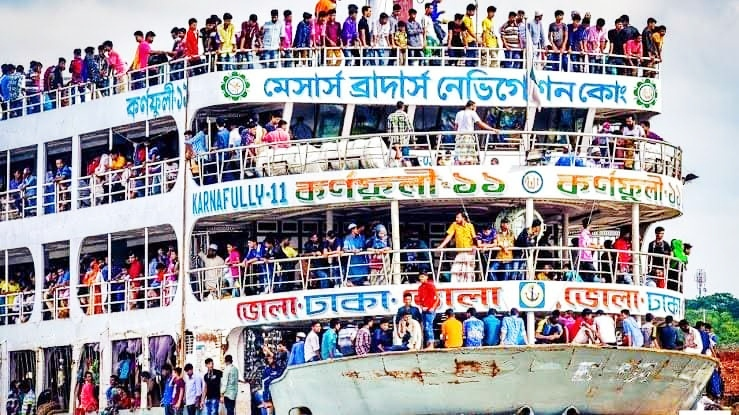 মেসার্স ব্রাদার্স নেভিগেশন কোং
কর্ণফুলী-১১
KARNAFULLY-11 কর্ণফুলী-১১ কর্ণফুলী-১১
ভোলা-ঢাকা-ভোলা ভোলা-ঢাকা